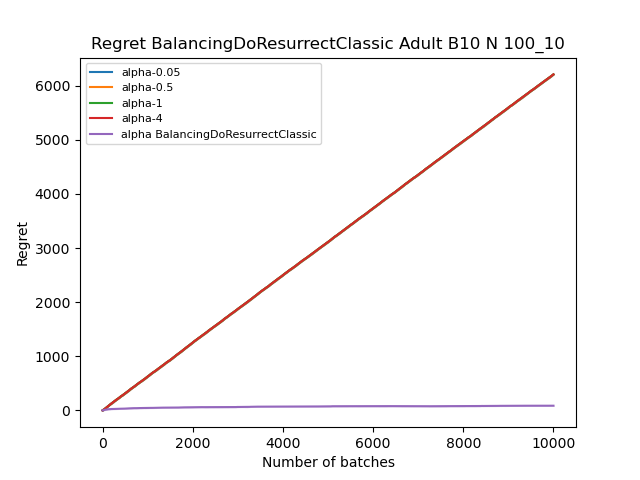 Regret BalancingDoResurrectClassic Adult B10 N 100_10
alpha-0.05
alpha-0.5
alpha-1
alpha-4
alpha BalancingDoResurrectClassic
6000
5000
4000
3000
2000
1000
0
Regret
0 2000 4000 6000 8000 10000
Number of batches